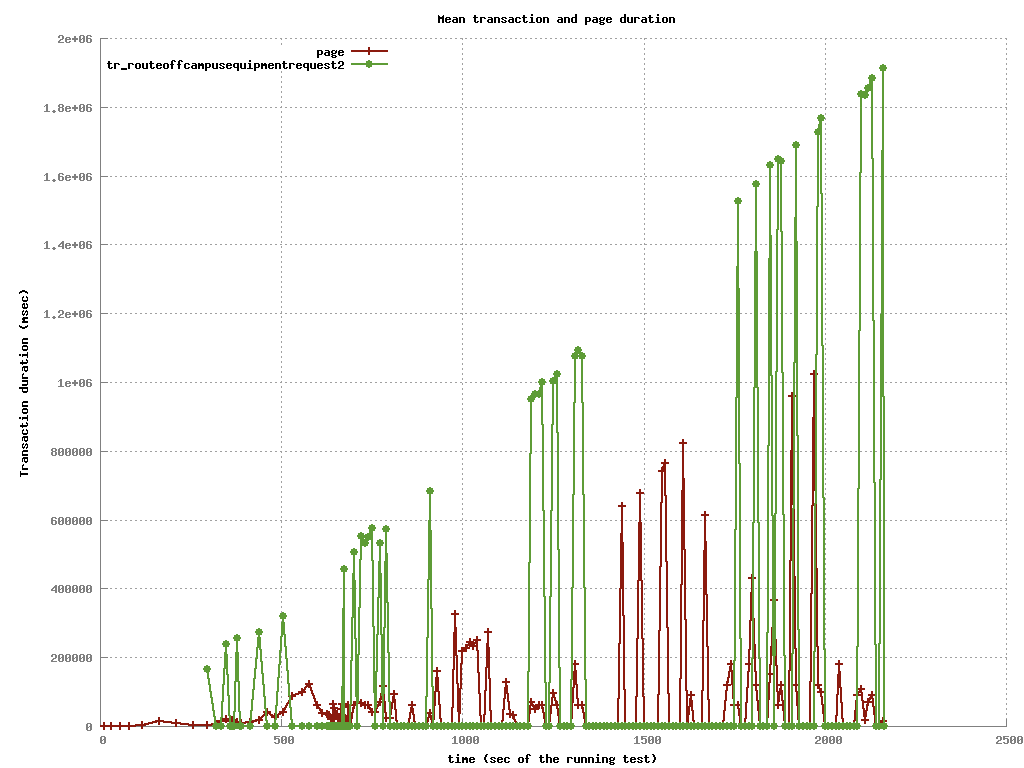 Mean transaction and page duration
page
tr_routeoffcampusequipmentrequest2
Transaction duration (msec)
2e+06
1.8e+06
1.6e+06
1.4e+06
1.2e+06
1e+06
800000
600000
400000
200000
0
0 500 1000 1500 2000 2500
time (sec of the running test)